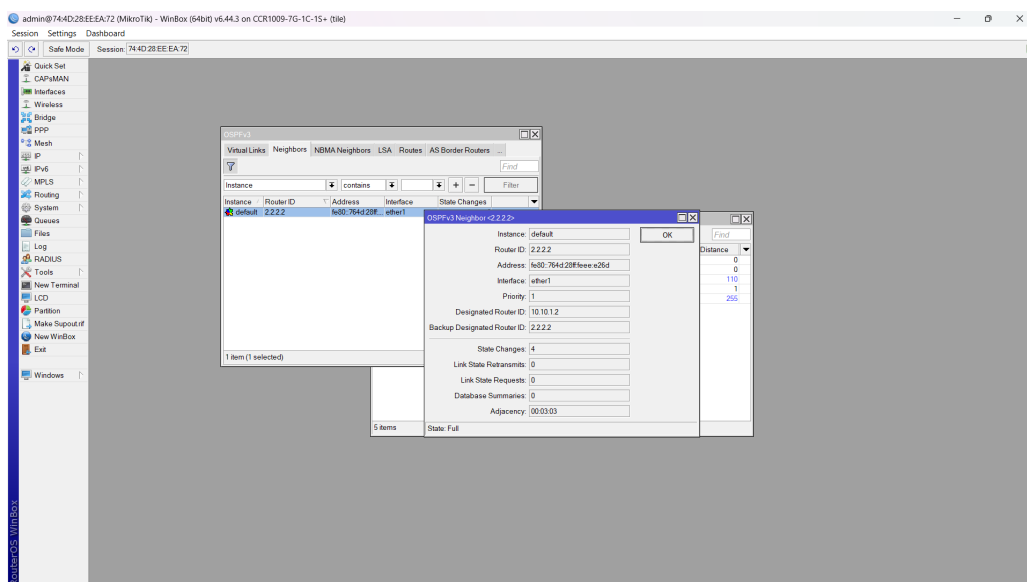 admin@74:4D:28:EE:EA:72 (MikroTik) - WinBox (64bit) v6.44.3 on CCR1009-7G-1C-1S+ (tile)
Session Settings Dashboard
Safe Mode Session: 74:4D:28:EE:EA:72
Quick Set
CAPsMAN
Interfaces
Wireless
Bridge
PPP
Mesh
IP
IPv6
MPLS
Routing
System
Queues
Files
Log
RADIUS
Tools
New Terminal
LCD
Partition
Make Supout.rif
New WinBox
Exit
Windows
RouterOS WinBox
OSPFv3
Virtual Links Neighbors NBMA Neighbors LSA Routes AS Border Routers ...
Find
Instance contains + − Filter
Instance Router ID Address Interface State Changes
default 2.2.2.2 fe80::764d:28ff... ether1
1 item (1 selected)
OSPFv3 Neighbor <2.2.2.2>
Instance: default OK
Router ID: 2.2.2.2
Address: fe80::764d:28ff:feee:e26d
Interface: ether1
Priority: 1
Designated Router ID: 10.10.1.2
Backup Designated Router ID: 2.2.2.2
State Changes: 4
Link State Retransmits: 0
Link State Requests: 0
Database Summaries: 0
Adjacency: 00:03:03
State: Full
Find
Distance
0
0
110
1
255
5 items